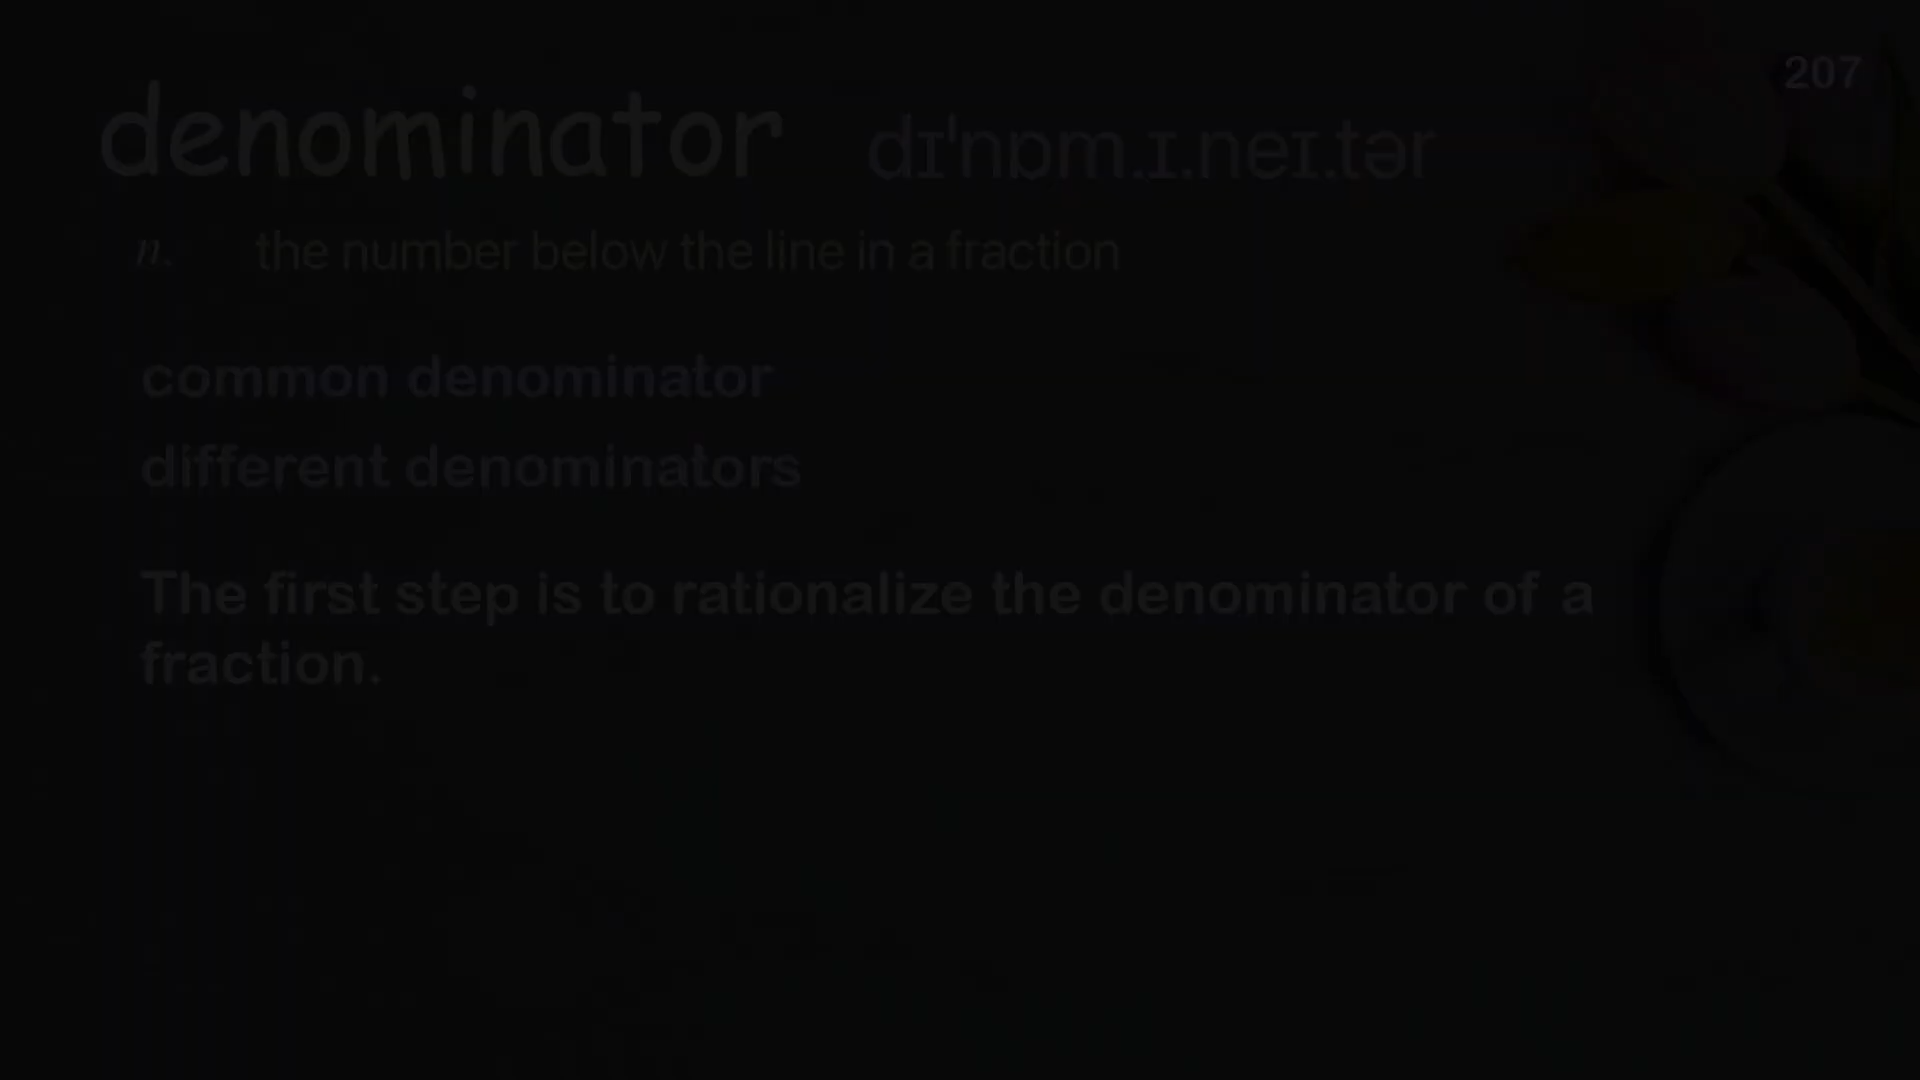 207
denominator dɪˈnɒm.ɪ.neɪ.tər
n. the number below the line in a fraction
common denominator
different denominators
The first step is to rationalize the denominator of a
fraction.